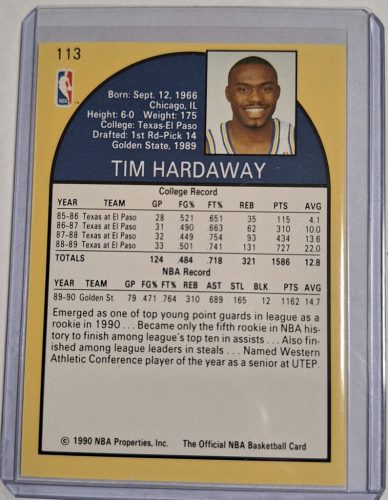 113
NBA
Born: Sept. 12, 1966
Chicago, IL
Height: 6-0 Weight: 175
College: Texas-El Paso
Drafted: 1st Rd-Pick 14
Golden State, 1989
TIM HARDAWAY
College Record
YEAR TEAM GP FG% FT% REB PTS AVG
85-86 Texas at El Paso 28 .521 .651 35 115 4.1
86-87 Texas at El Paso 31 .490 .663 62 310 10.0
87-88 Texas at El Paso 32 .449 .754 93 434 13.6
88-89 Texas at El Paso 33 .501 .741 131 727 22.0
TOTALS 124 .484 .718 321 1586 12.8
NBA Record
YEAR TEAM GP FG% FT% REB AST STL BLK PTS AVG
89-90 Golden St. 79 .471 .764 310 689 165 12 1162 14.7
Emerged as one of top young point guards in league as a
rookie in 1990 . . . Became only the fifth rookie in NBA his-
tory to finish among league's top ten in assists . . . Also fin-
ished among league leaders in steals . . . Named Western
Athletic Conference player of the year as a senior at UTEP.
© 1990 NBA Properties, Inc. The Official NBA Basketball Card